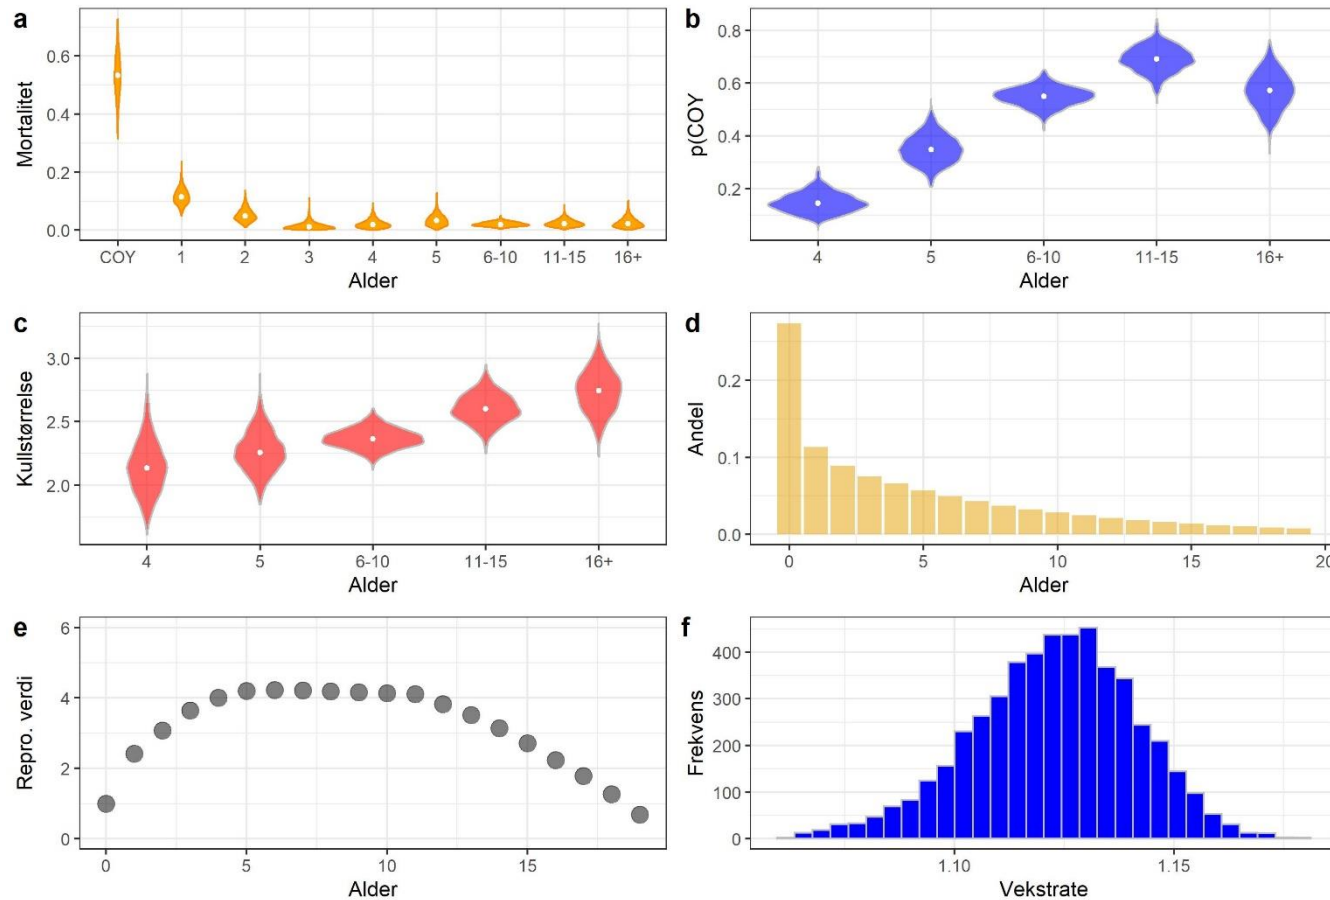 a
Mortalitet
0.6
0.4
0.2
0.0
COY 1 2 3 4 5 6-10 11-15 16+
Alder
b
p(COY
0.8
0.6
0.4
0.2
4 5 6-10 11-15 16+
Alder
c
Kullstørrelse
3.0
2.5
2.0
4 5 6-10 11-15 16+
Alder
d
Andel
0.2
0.1
0.0
0 5 10 15 20
Alder
e
Repro. verdi
6
4
2
0
0 5 10 15
Alder
f
Frekvens
400
300
200
100
0
1.10 1.15
Vekstrate